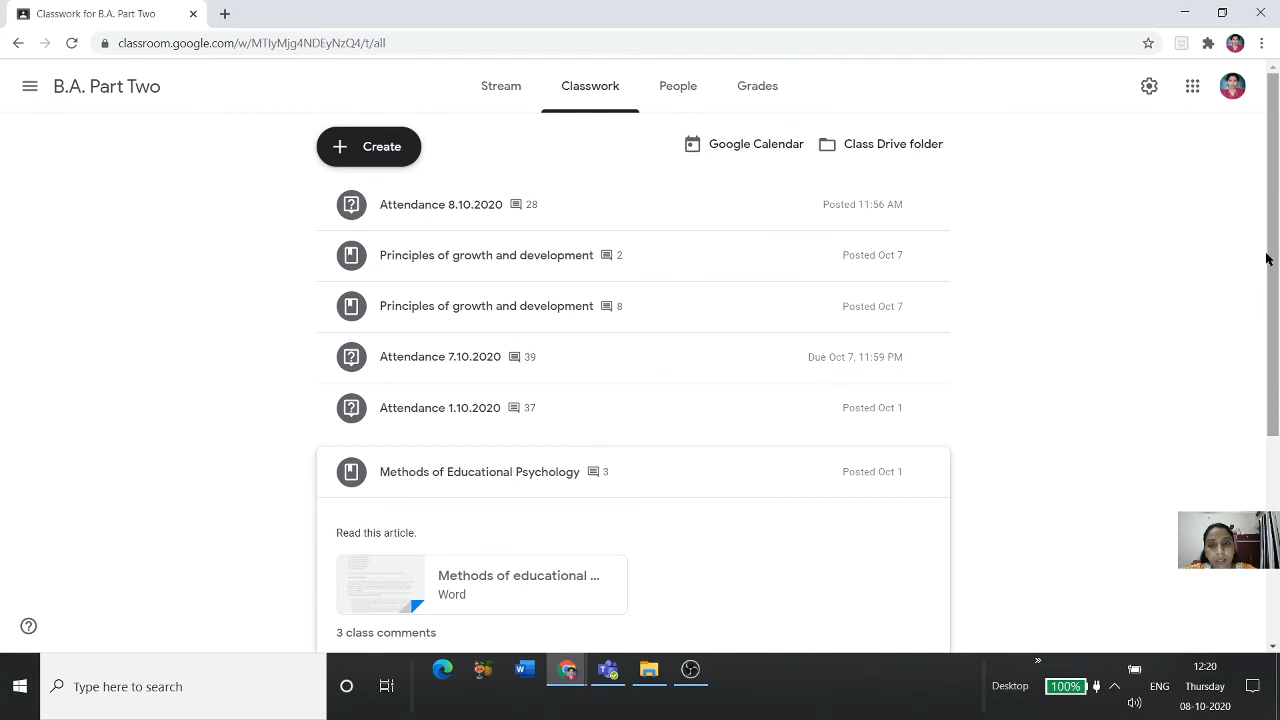 Classwork for B.A. Part Two
classroom.google.com/w/MTIyMjg4NDEyNzQ4/t/all
B.A. Part Two
Stream
Classwork
People
Grades
Create
Google Calendar
Class Drive folder
Attendance 8.10.2020 28 Posted 11:56 AM
Principles of growth and development 2 Posted Oct 7
Principles of growth and development 8 Posted Oct 7
Attendance 7.10.2020 39 Due Oct 7, 11:59 PM
Attendance 1.10.2020 37 Posted Oct 1
Methods of Educational Psychology 3 Posted Oct 1
Read this article.
Methods of educational ...
Word
3 class comments
Type here to search
Desktop
100%
ENG
12:20
Thursday
08-10-2020